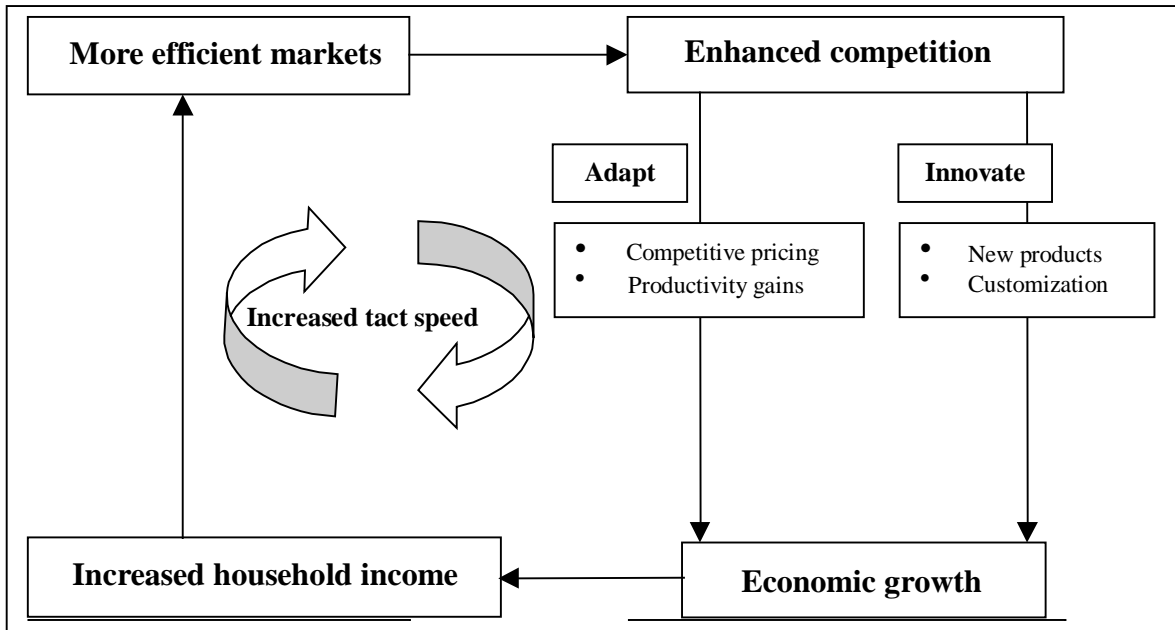 More efficient markets
Enhanced competition
Adapt
Innovate
• Competitive pricing
• Productivity gains
• New products
• Customization
Increased tact speed
Increased household income
Economic growth